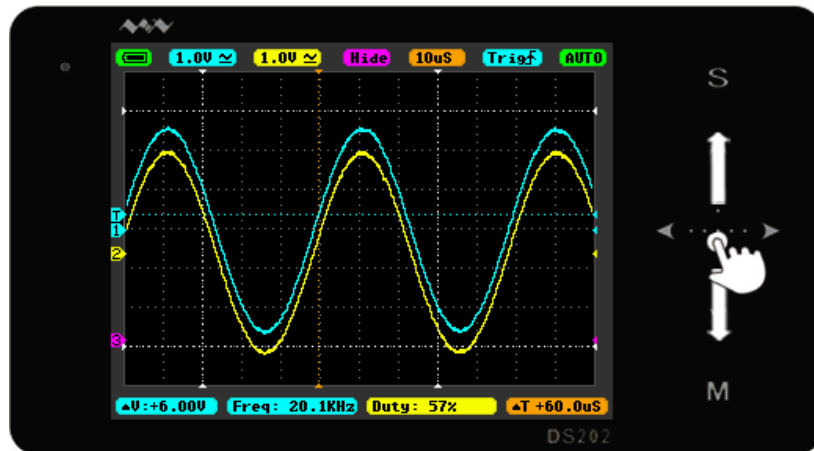 1.0V ≃ 1.0V ≃ Hide 10uS Trig AUTO
S
T
1
2
3
M
▲V:+6.00V Freq: 20.1KHz Duty: 57% ▲T +60.0uS
DS202